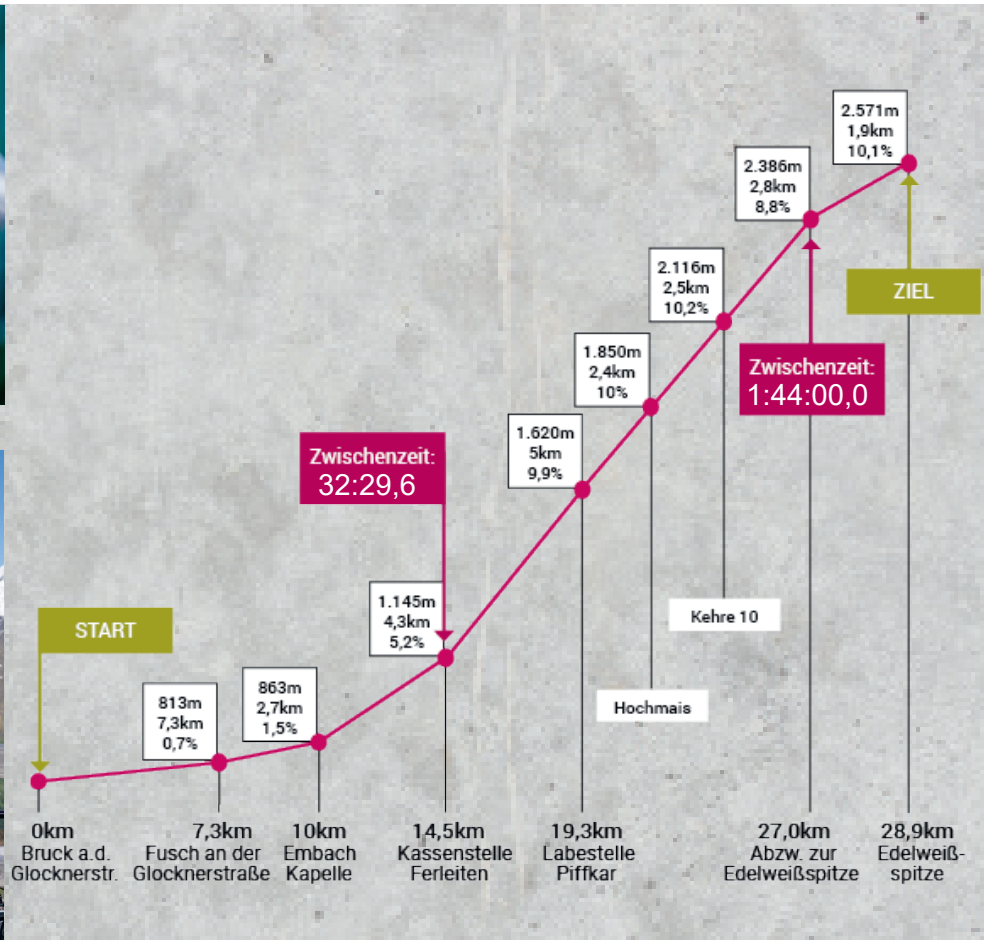 2.571m
1,9km
10,1%
2.386m
2,8km
8,8%
2.116m
2,5km
10,2%
ZIEL
1.850m
2,4km
10%
Zwischenzeit:
1:44:00,0
1.620m
5km
9,9%
Zwischenzeit:
32:29,6
1.145m
4,3km
5,2%
START
Kehre 10
863m
2,7km
1,5%
813m
7,3km
0,7%
Hochmais
0km
Bruck a.d.
Glocknerstr.
7,3km
Fusch an der
Glocknerstraße
10km
Embach
Kapelle
14,5km
Kassenstelle
Ferleiten
19,3km
Labestelle
Piffkar
27,0km
Abzw. zur
Edelweißspitze
28,9km
Edelweiß-
spitze